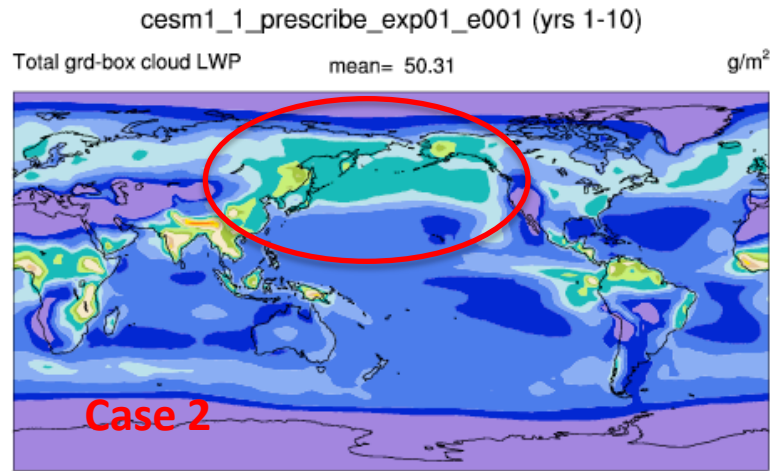 cesm1_1_prescribe_exp01_e001 (yrs 1-10)
Total grd-box cloud LWP mean= 50.31 g/m²
Case 2